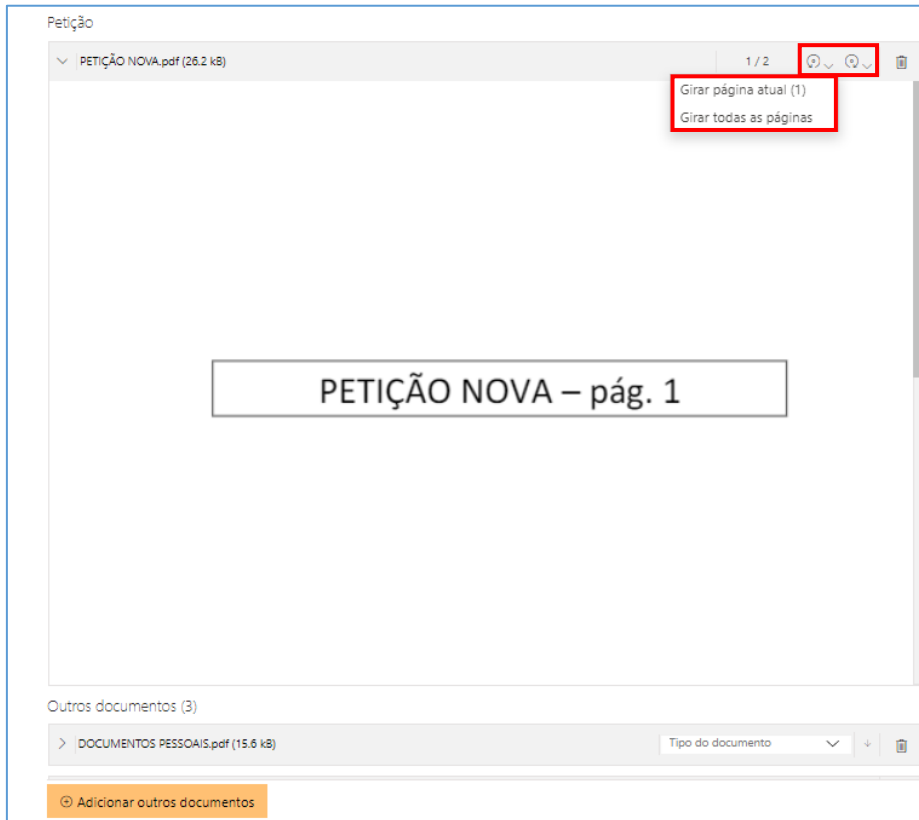 Petição
PETIÇÃO NOVA.pdf (26.2 kB) 1 / 2
Girar página atual (1)
Girar todas as páginas
PETIÇÃO NOVA – pág. 1
Outros documentos (3)
DOCUMENTOS PESSOAIS.pdf (15.6 kB) Tipo do documento
Adicionar outros documentos